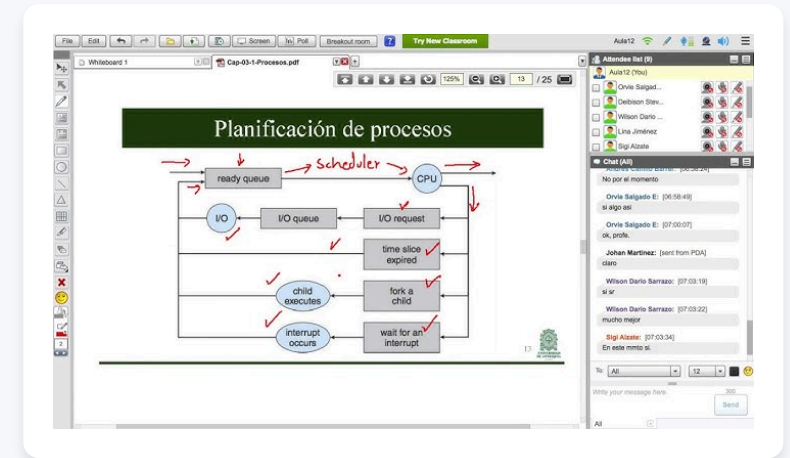 File Edit Screen Poll Breakout room ? Try New Classroom Aula12
Whiteboard 1 Cap-03-1-Procesos.pdf
125% 13 / 25
Planificación de procesos
ready queue
scheduler
CPU
I/O
I/O queue
I/O request
time slice
expired
child
executes
fork a
child
interrupt
occurs
wait for an
interrupt
13
2
Attendee list (9)
Aula12 (You)
Orvie Salgad...
Deibison Stev...
Wilson Dario ...
Lina Jiménez
Sigi Alzate
Chat (All)
No por el momento
Orvie Salgado E: [06:58:49]
si algo asi
Orvie Salgado E: [07:00:07]
ok, profe.
Johan Martinez: [sent from PDA]
claro
Wilson Dario Sarrazo: [07:03:19]
si sr
Wilson Dario Sarrazo: [07:03:22]
mucho mejor
Sigi Alzate: [07:03:34]
En este mmto si.
To: All 12
Write your message here. 300
Send
All